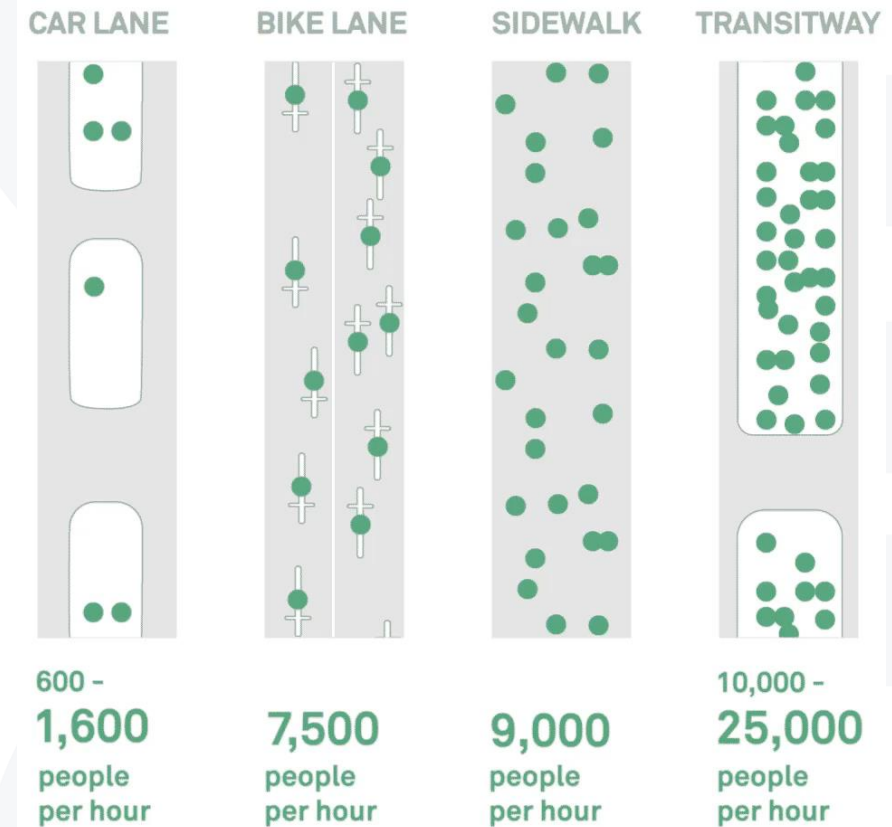 CAR LANE
BIKE LANE
SIDEWALK
TRANSITWAY
600 -
1,600
people
per hour
7,500
people
per hour
9,000
people
per hour
10,000 -
25,000
people
per hour